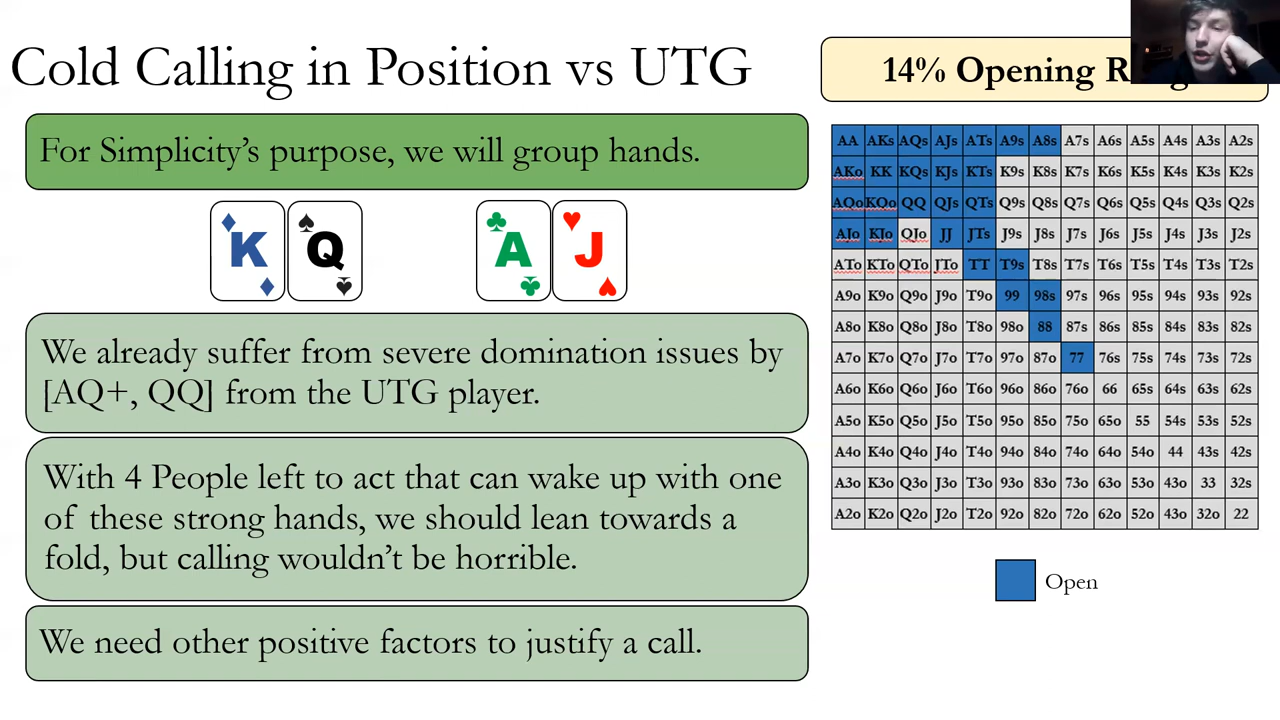 Cold Calling in Position vs UTG
14% Opening
For Simplicity's purpose, we will group hands.
K Q A J
We already suffer from severe domination issues by
[AQ+, QQ] from the UTG player.
With 4 People left to act that can wake up with one
of these strong hands, we should lean towards a
fold, but calling wouldn't be horrible.
We need other positive factors to justify a call.
AA AKs AQs AJs ATs A9s A8s A7s A6s A5s A4s A3s A2s
AKo KK KQs KJs KTs K9s K8s K7s K6s K5s K4s K3s K2s
AQo KQo QQ QJs QTs Q9s Q8s Q7s Q6s Q5s Q4s Q3s Q2s
AJo KJo QJo JJ JTs J9s J8s J7s J6s J5s J4s J3s J2s
ATo KTo QTo JTo TT T9s T8s T7s T6s T5s T4s T3s T2s
A9o K9o Q9o J9o T9o 99 98s 97s 96s 95s 94s 93s 92s
A8o K8o Q8o J8o T8o 98o 88 87s 86s 85s 84s 83s 82s
A7o K7o Q7o J7o T7o 97o 87o 77 76s 75s 74s 73s 72s
A6o K6o Q6o J6o T6o 96o 86o 76o 66 65s 64s 63s 62s
A5o K5o Q5o J5o T5o 95o 85o 75o 65o 55 54s 53s 52s
A4o K4o Q4o J4o T4o 94o 84o 74o 64o 54o 44 43s 42s
A3o K3o Q3o J3o T3o 93o 83o 73o 63o 53o 43o 33 32s
A2o K2o Q2o J2o T2o 92o 82o 72o 62o 52o 43o 32o 22
Open